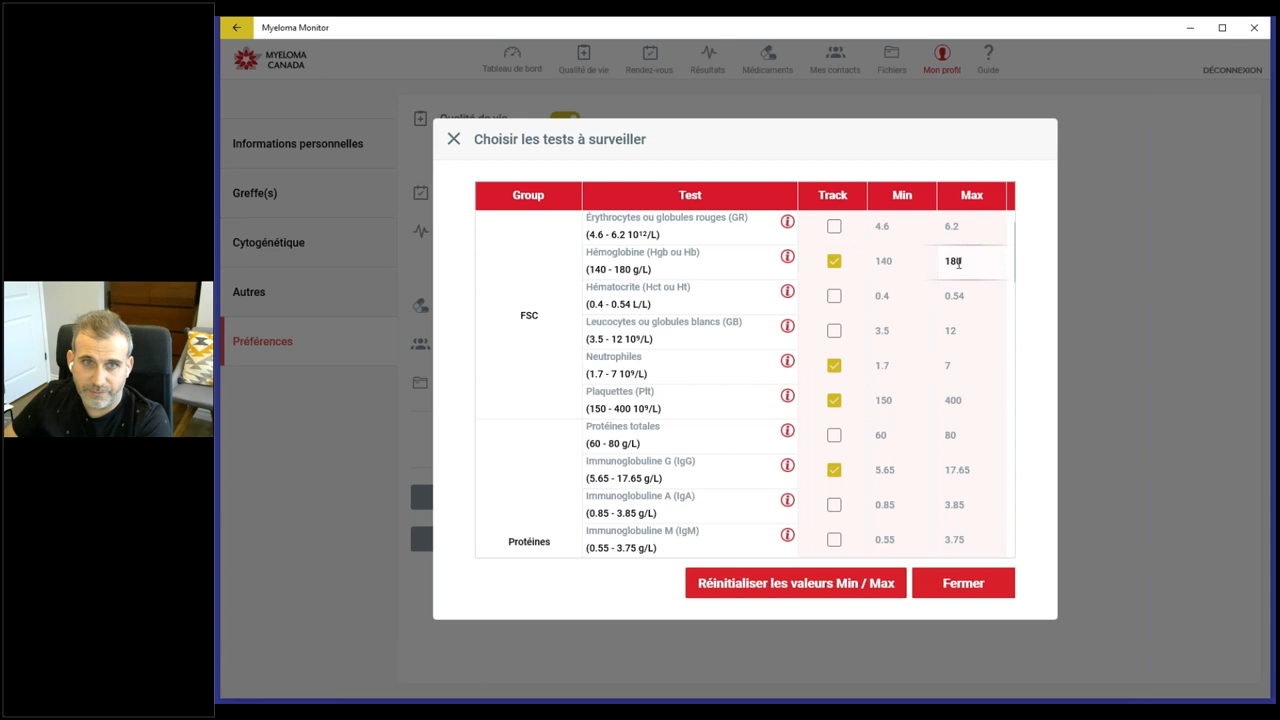 Myeloma Monitor
MYELOMA
CANADA
Tableau de bord
Qualité de vie
Rendez-vous
Résultats
Médicaments
Mes contacts
Fichiers
Mon profil
Guide
DÉCONNEXION
Informations personnelles
Greffe(s)
Cytogénétique
Autres
Préférences
Qualité de vie
Choisir les tests à surveiller
Group Test Track Min Max
Érythrocytes ou globules rouges (GR)
(4.6 - 6.2 10¹²/L)
4.6 6.2
Hémoglobine (Hgb ou Hb)
(140 - 180 g/L)
140 180
Hématocrite (Hct ou Ht)
(0.4 - 0.54 L/L)
0.4 0.54
FSC
Leucocytes ou globules blancs (GB)
(3.5 - 12 10⁹/L)
3.5 12
Neutrophiles
(1.7 - 7 10⁹/L)
1.7 7
Plaquettes (Plt)
(150 - 400 10⁹/L)
150 400
Protéines totales
(60 - 80 g/L)
60 80
Immunoglobuline G (IgG)
(5.65 - 17.65 g/L)
5.65 17.65
Immunoglobuline A (IgA)
(0.85 - 3.85 g/L)
0.85 3.85
Immunoglobuline M (IgM)
(0.55 - 3.75 g/L)
0.55 3.75
Protéines
Réinitialiser les valeurs Min / Max
Fermer